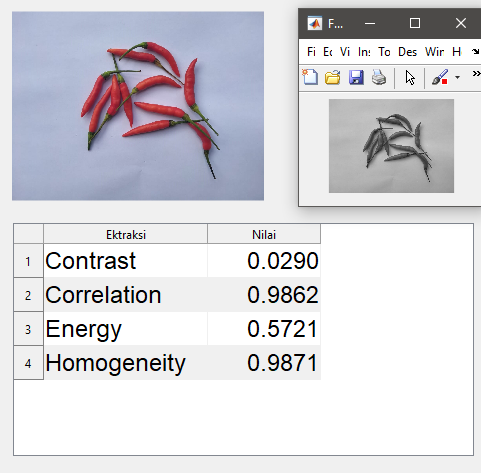 F...
Fi Ec Vi Ins To Des Wir H
Ektraksi Nilai
1 Contrast 0.0290
2 Correlation 0.9862
3 Energy 0.5721
4 Homogeneity 0.9871